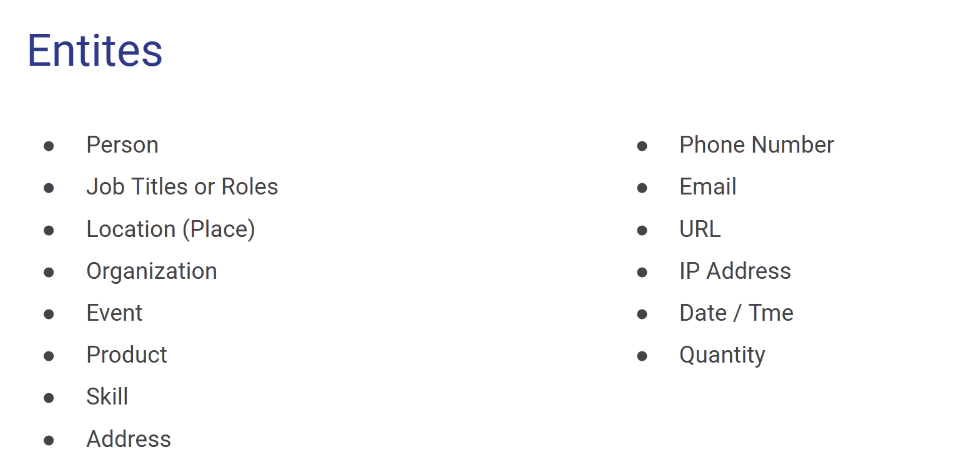 Entites
● Person
● Job Titles or Roles
● Location (Place)
● Organization
● Event
● Product
● Skill
● Address
● Phone Number
● Email
● URL
● IP Address
● Date / Tme
● Quantity